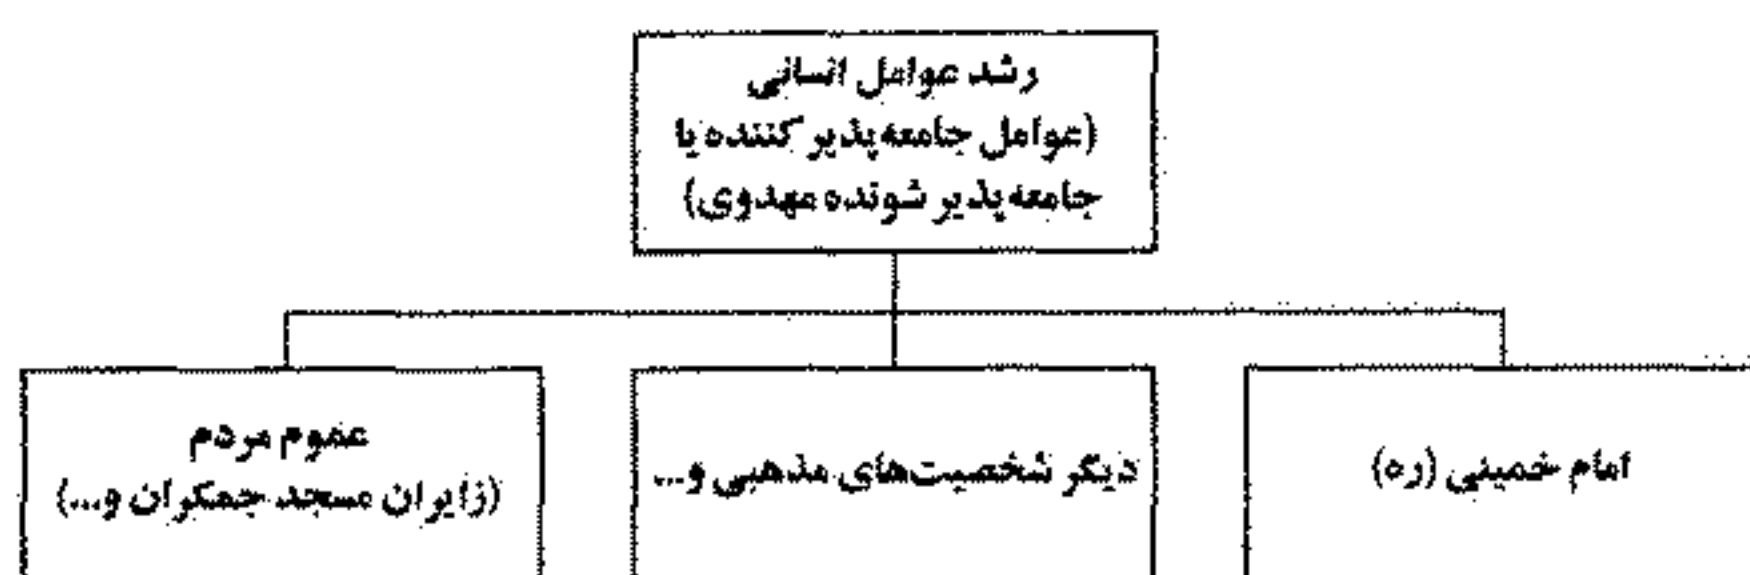 رشد عوامل انسانی
(عوامل جامعه‌پذیر کننده یا
جامعه‌پذیر شونده مهدوی)
امام خمینی (ره)
دیگر شخصیت‌های مذهبی و...
عموم مردم
(زایران مسجد جمکران و...)